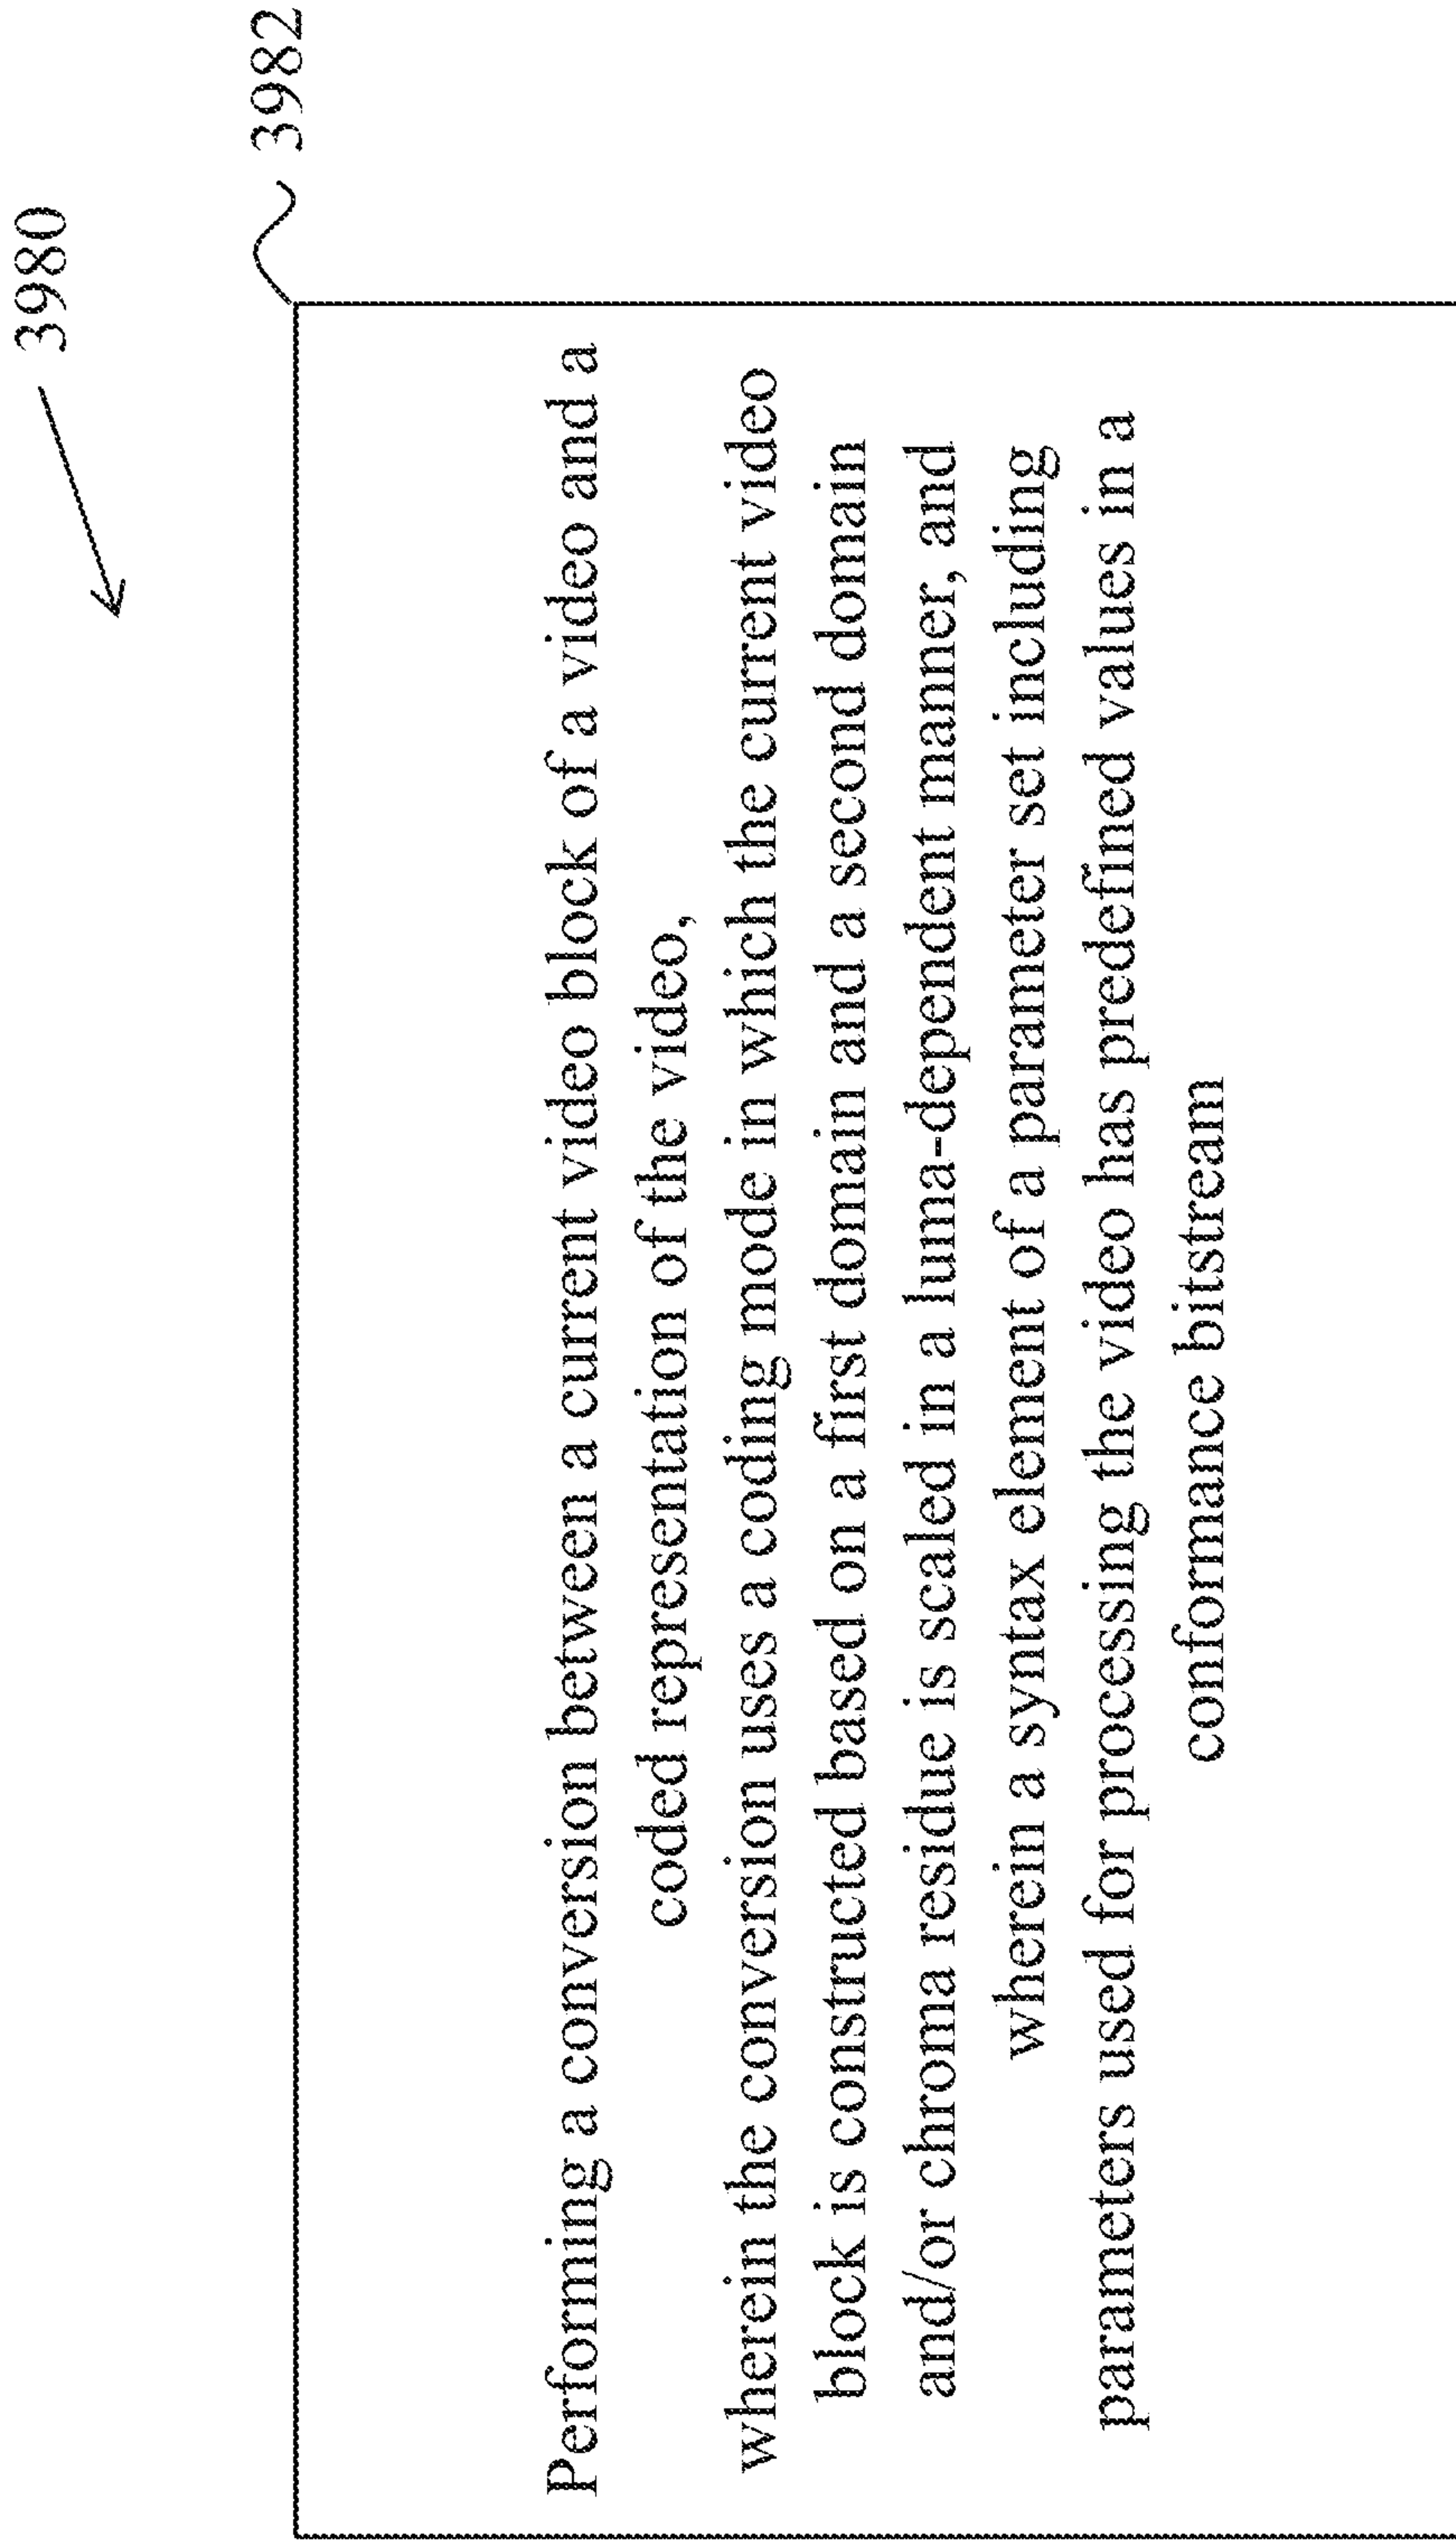 3980
3982
Performing a conversion between a current video block of a video and a
coded representation of the video,
wherein the conversion uses a coding mode in which the current video
block is constructed based on a first domain and a second domain
and/or chroma residue is scaled in a luma-dependent manner, and
wherein a syntax element of a parameter set including
parameters used for processing the video has predefined values in a
conformance bitstream